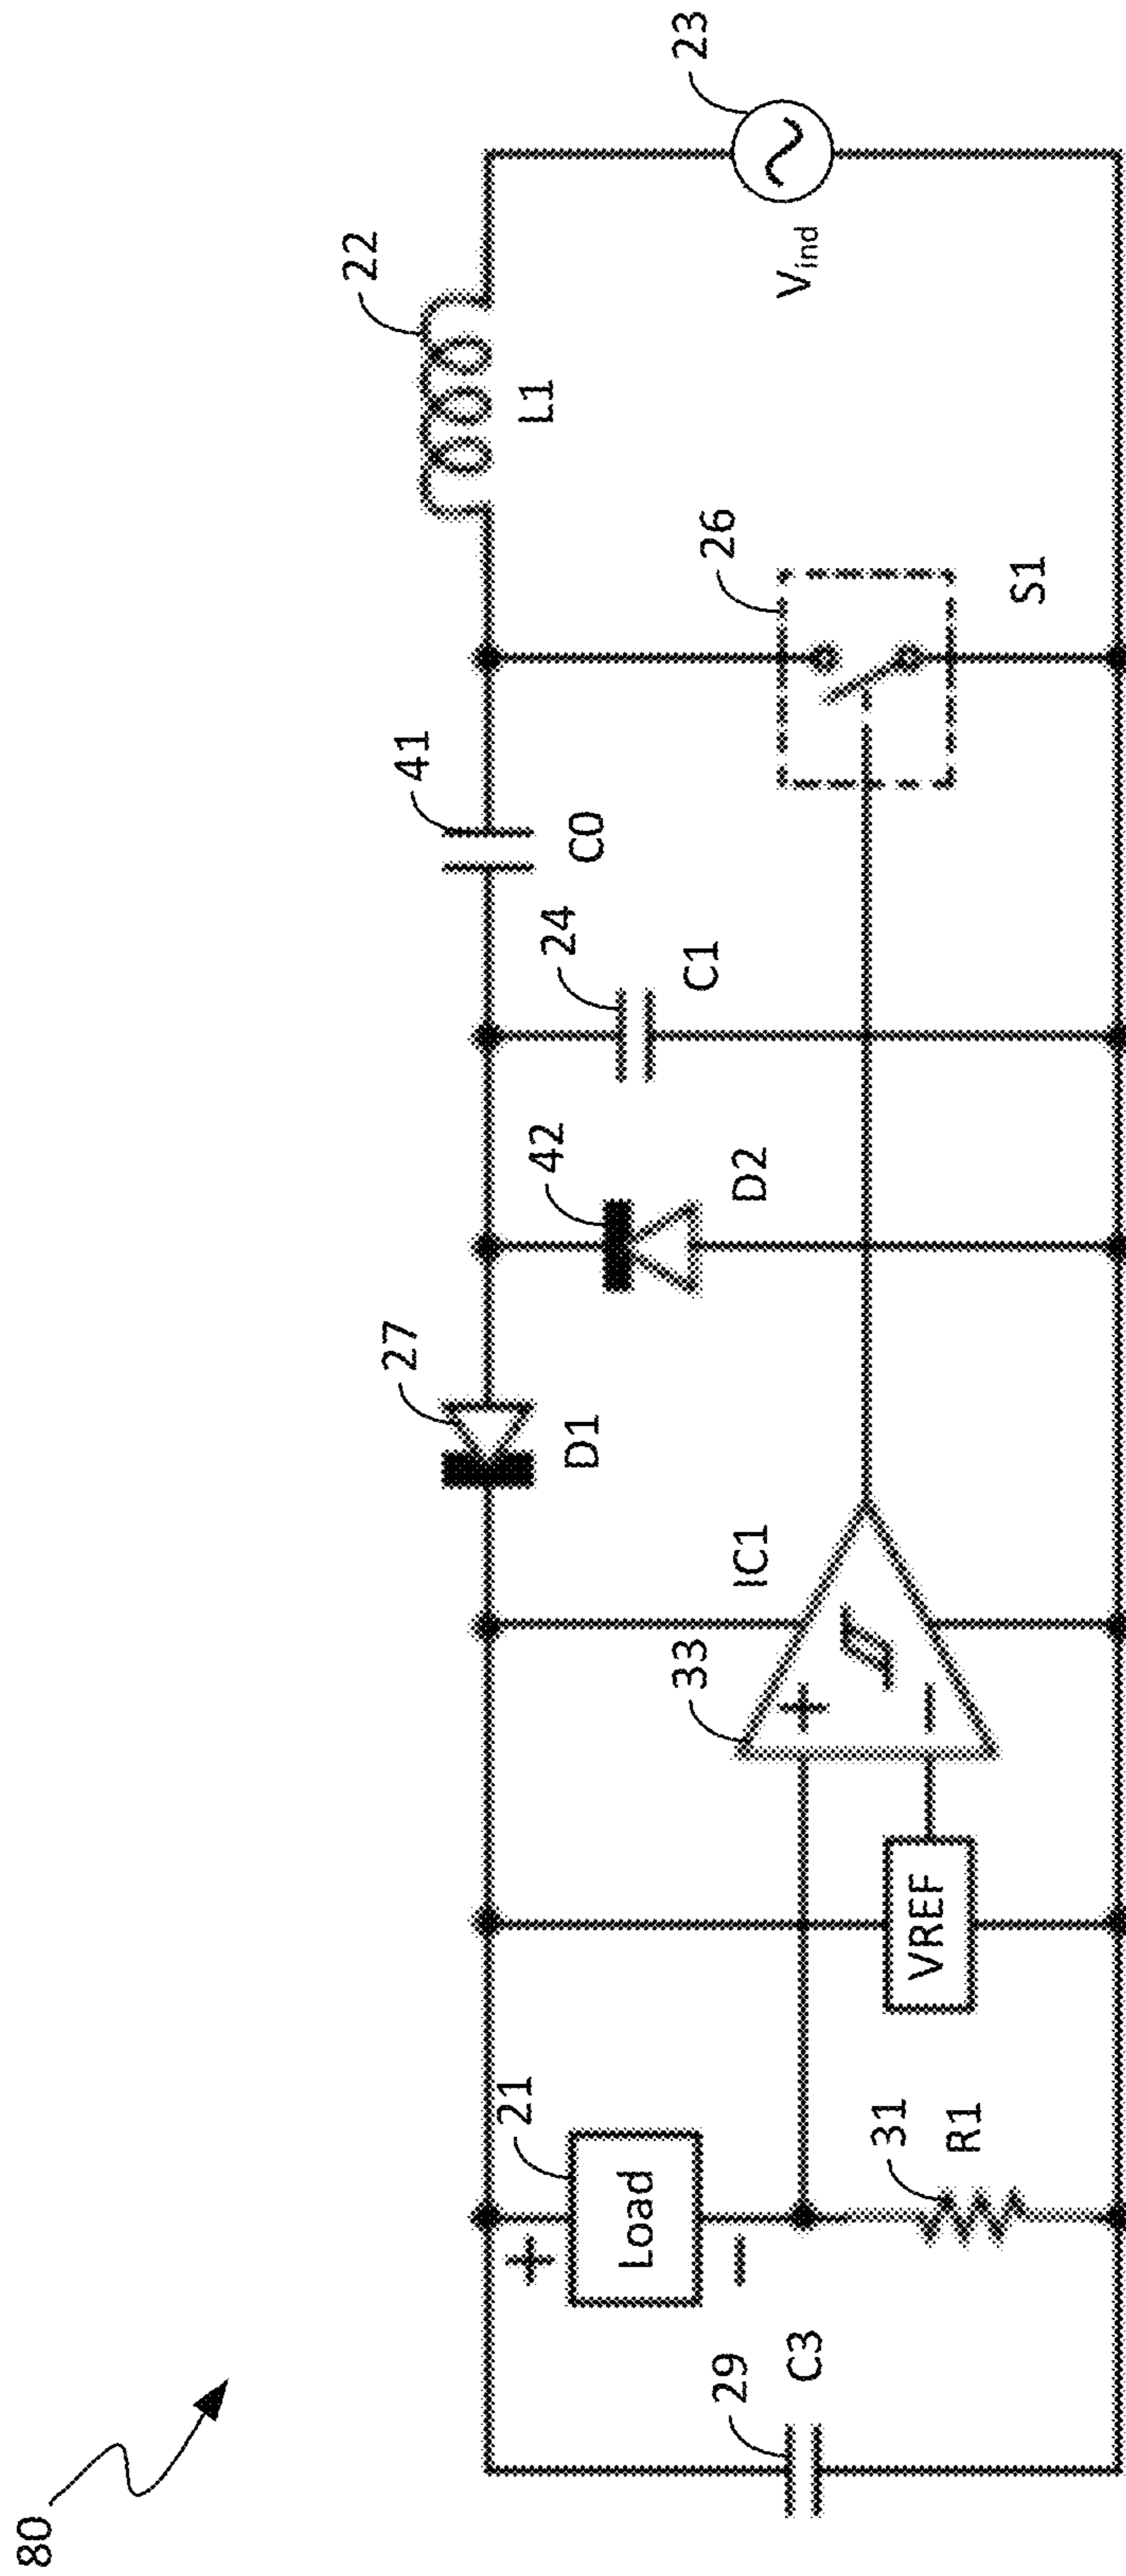 80
22
L1
23
Vind
41
C0
26
S1
24
C1
42
D2
27
D1
IC1
33
+
−
VREF
21
+
Load
−
31
R1
29
C3